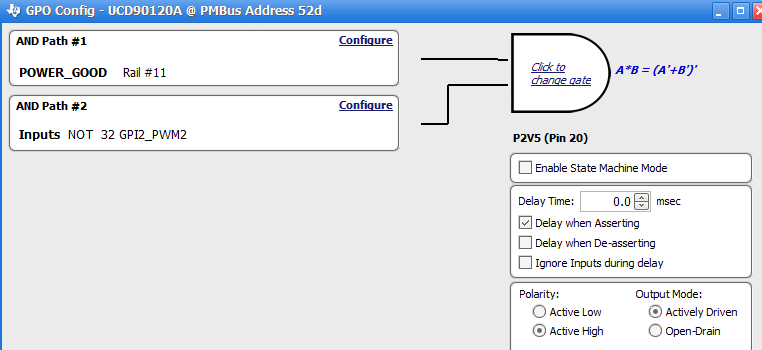 GPO Config - UCD90120A @ PMBus Address 52d
AND Path #1 Configure
POWER_GOOD Rail #11
AND Path #2 Configure
Inputs NOT 32 GPI2_PWM2
Click to
change gate
A*B = (A'+B')'
P2V5 (Pin 20)
Enable State Machine Mode
Delay Time: 0.0 msec
Delay when Asserting
Delay when De-asserting
Ignore Inputs during delay
Polarity: Output Mode:
Active Low Actively Driven
Active High Open-Drain